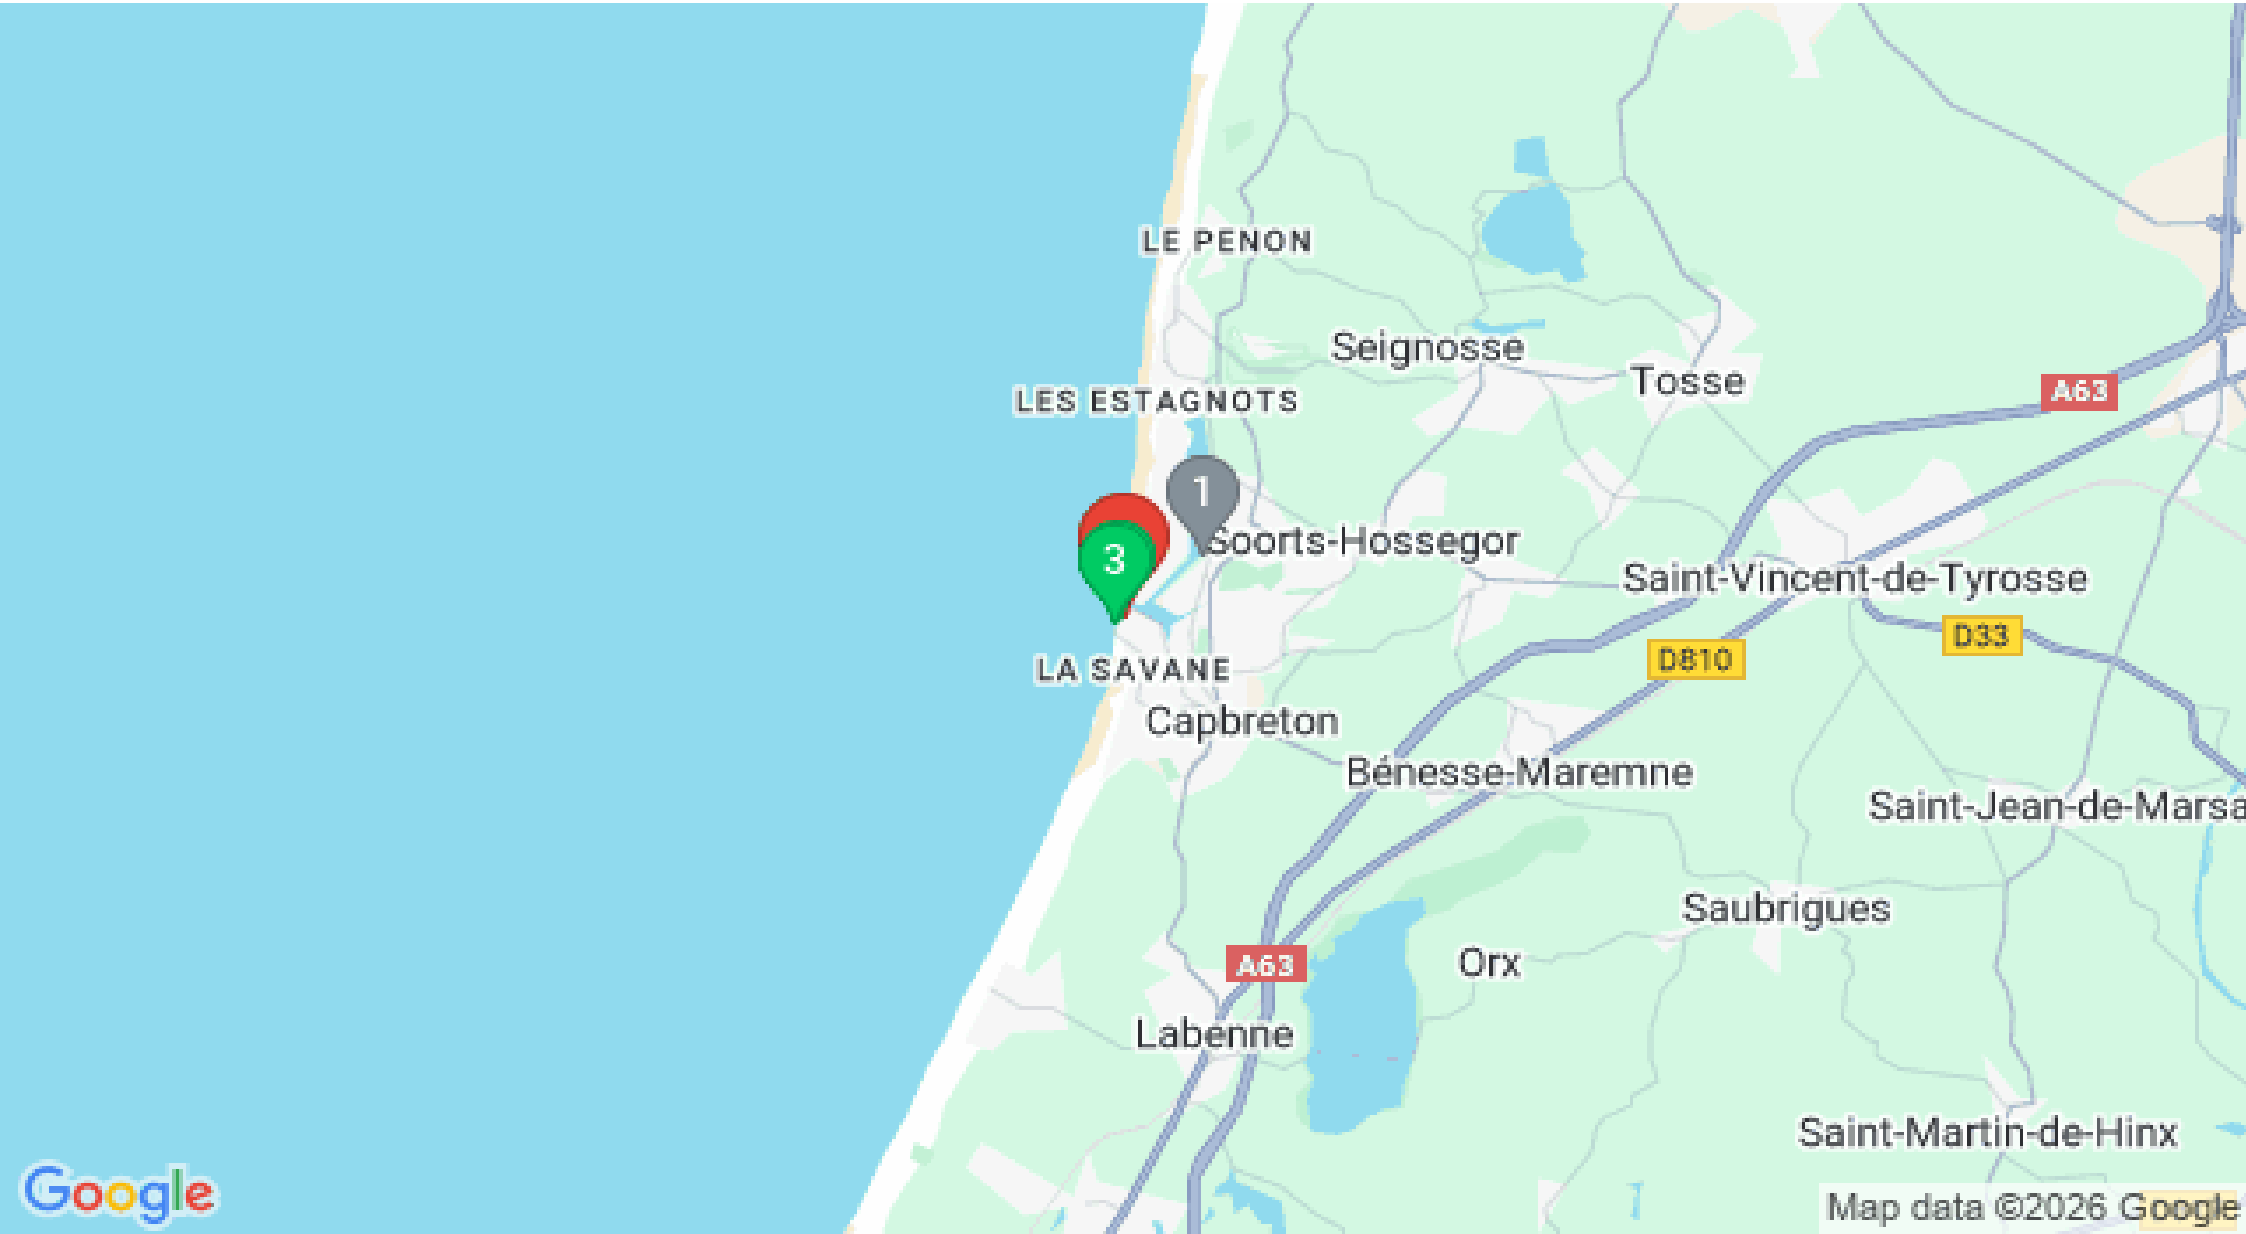 LE PENON
Seignosse
Tosse
A63
LES ESTAGNOTS
1
Soorts-Hossegor
3
Saint-Vincent-de-Tyrosse
D33
D810
LA SAVANE
Capbreton
Bénesse-Maremne
Saint-Jean-de-Marsa
Saubrigues
A63
Orx
Labenne
Saint-Martin-de-Hinx
Google
Map data ©2026 Google